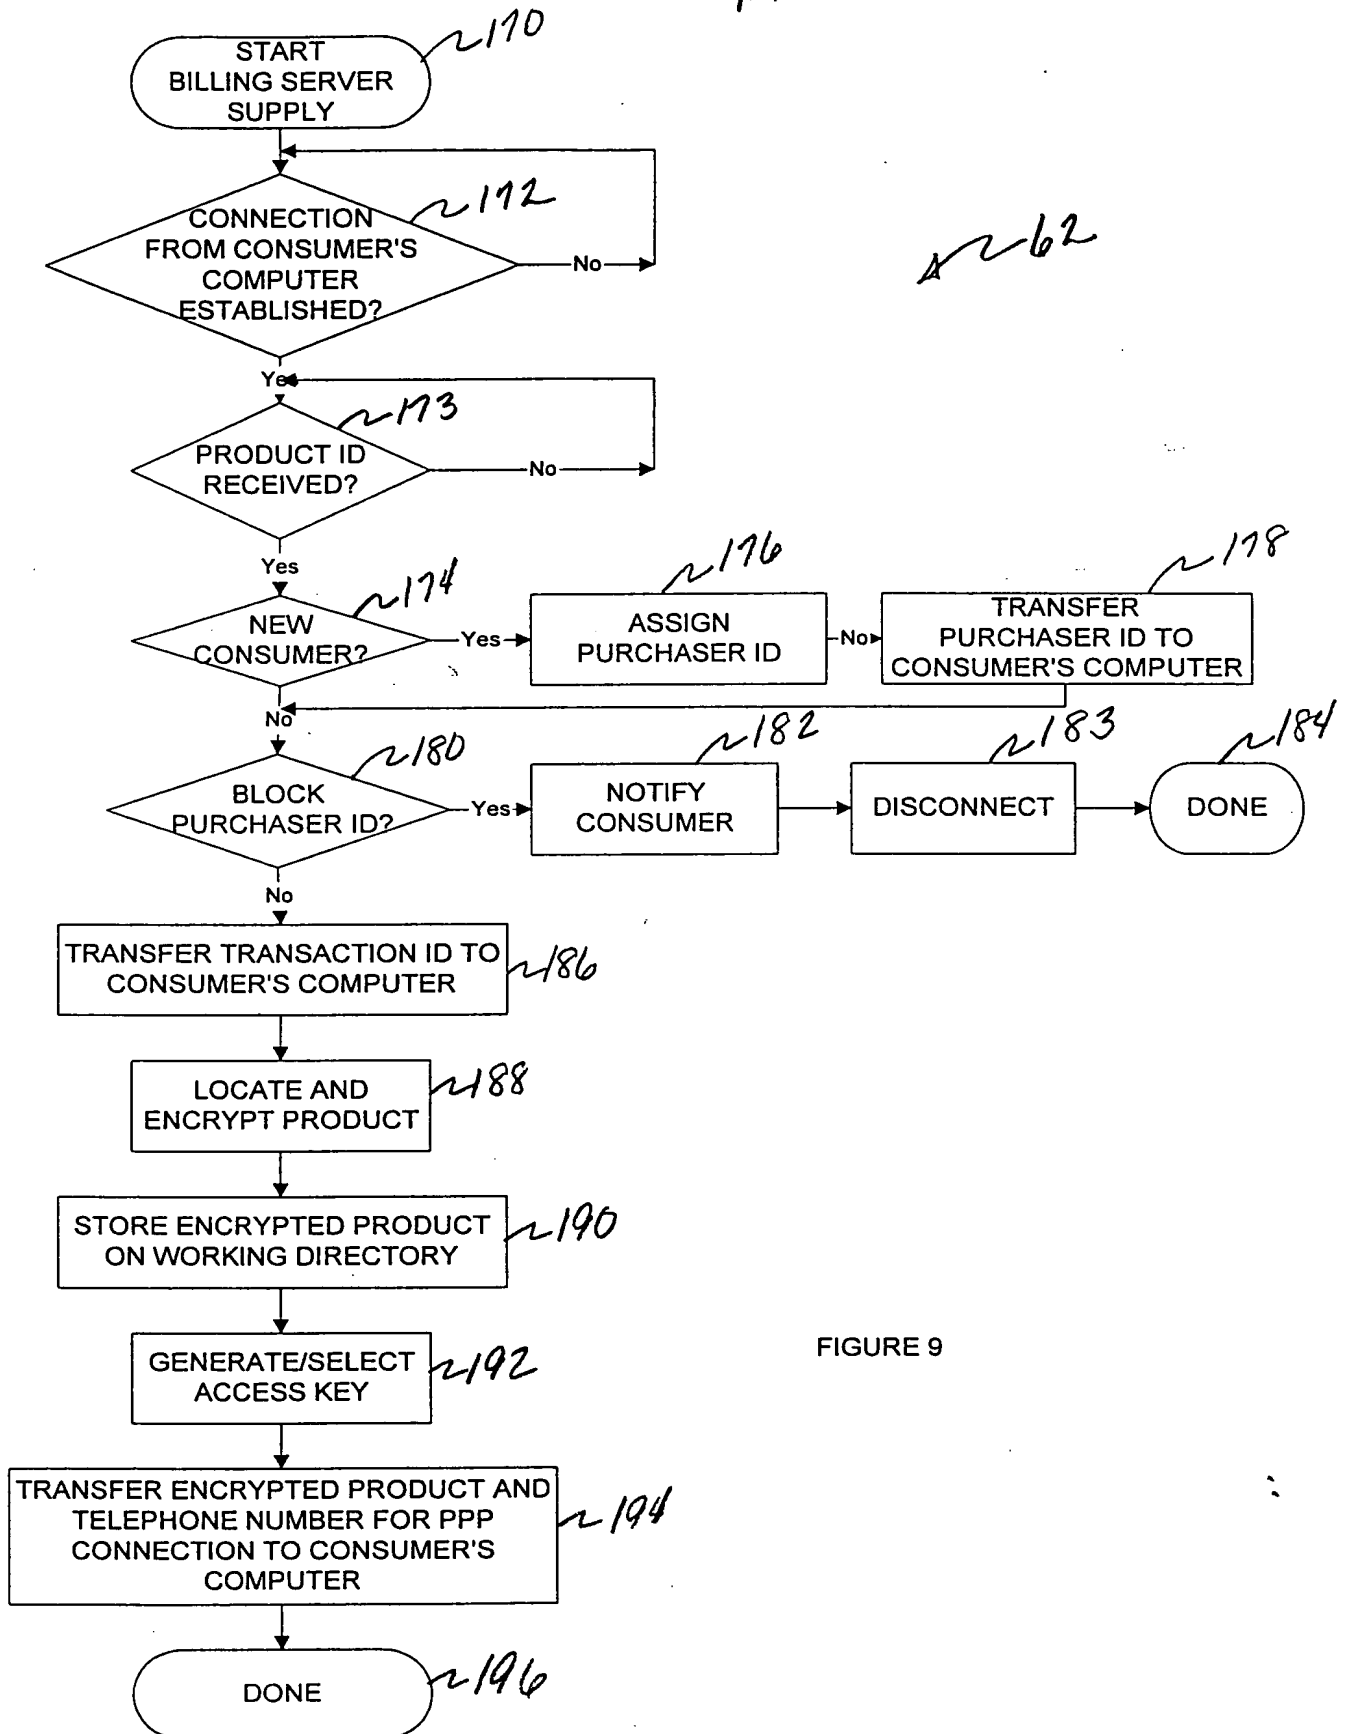 170
START
BILLING SERVER
SUPPLY
172
CONNECTION
FROM CONSUMER'S
COMPUTER
ESTABLISHED?
No
62
Yes
173
PRODUCT ID
RECEIVED?
No
Yes
174
NEW
CONSUMER?
Yes
176
ASSIGN
PURCHASER ID
No
178
TRANSFER
PURCHASER ID TO
CONSUMER'S COMPUTER
No
180
BLOCK
PURCHASER ID?
Yes
182
NOTIFY
CONSUMER
183
DISCONNECT
184
DONE
No
TRANSFER TRANSACTION ID TO
CONSUMER'S COMPUTER
186
LOCATE AND
ENCRYPT PRODUCT
188
STORE ENCRYPTED PRODUCT
ON WORKING DIRECTORY
190
GENERATE/SELECT
ACCESS KEY
192
FIGURE 9
TRANSFER ENCRYPTED PRODUCT AND
TELEPHONE NUMBER FOR PPP
CONNECTION TO CONSUMER'S
COMPUTER
194
DONE
196